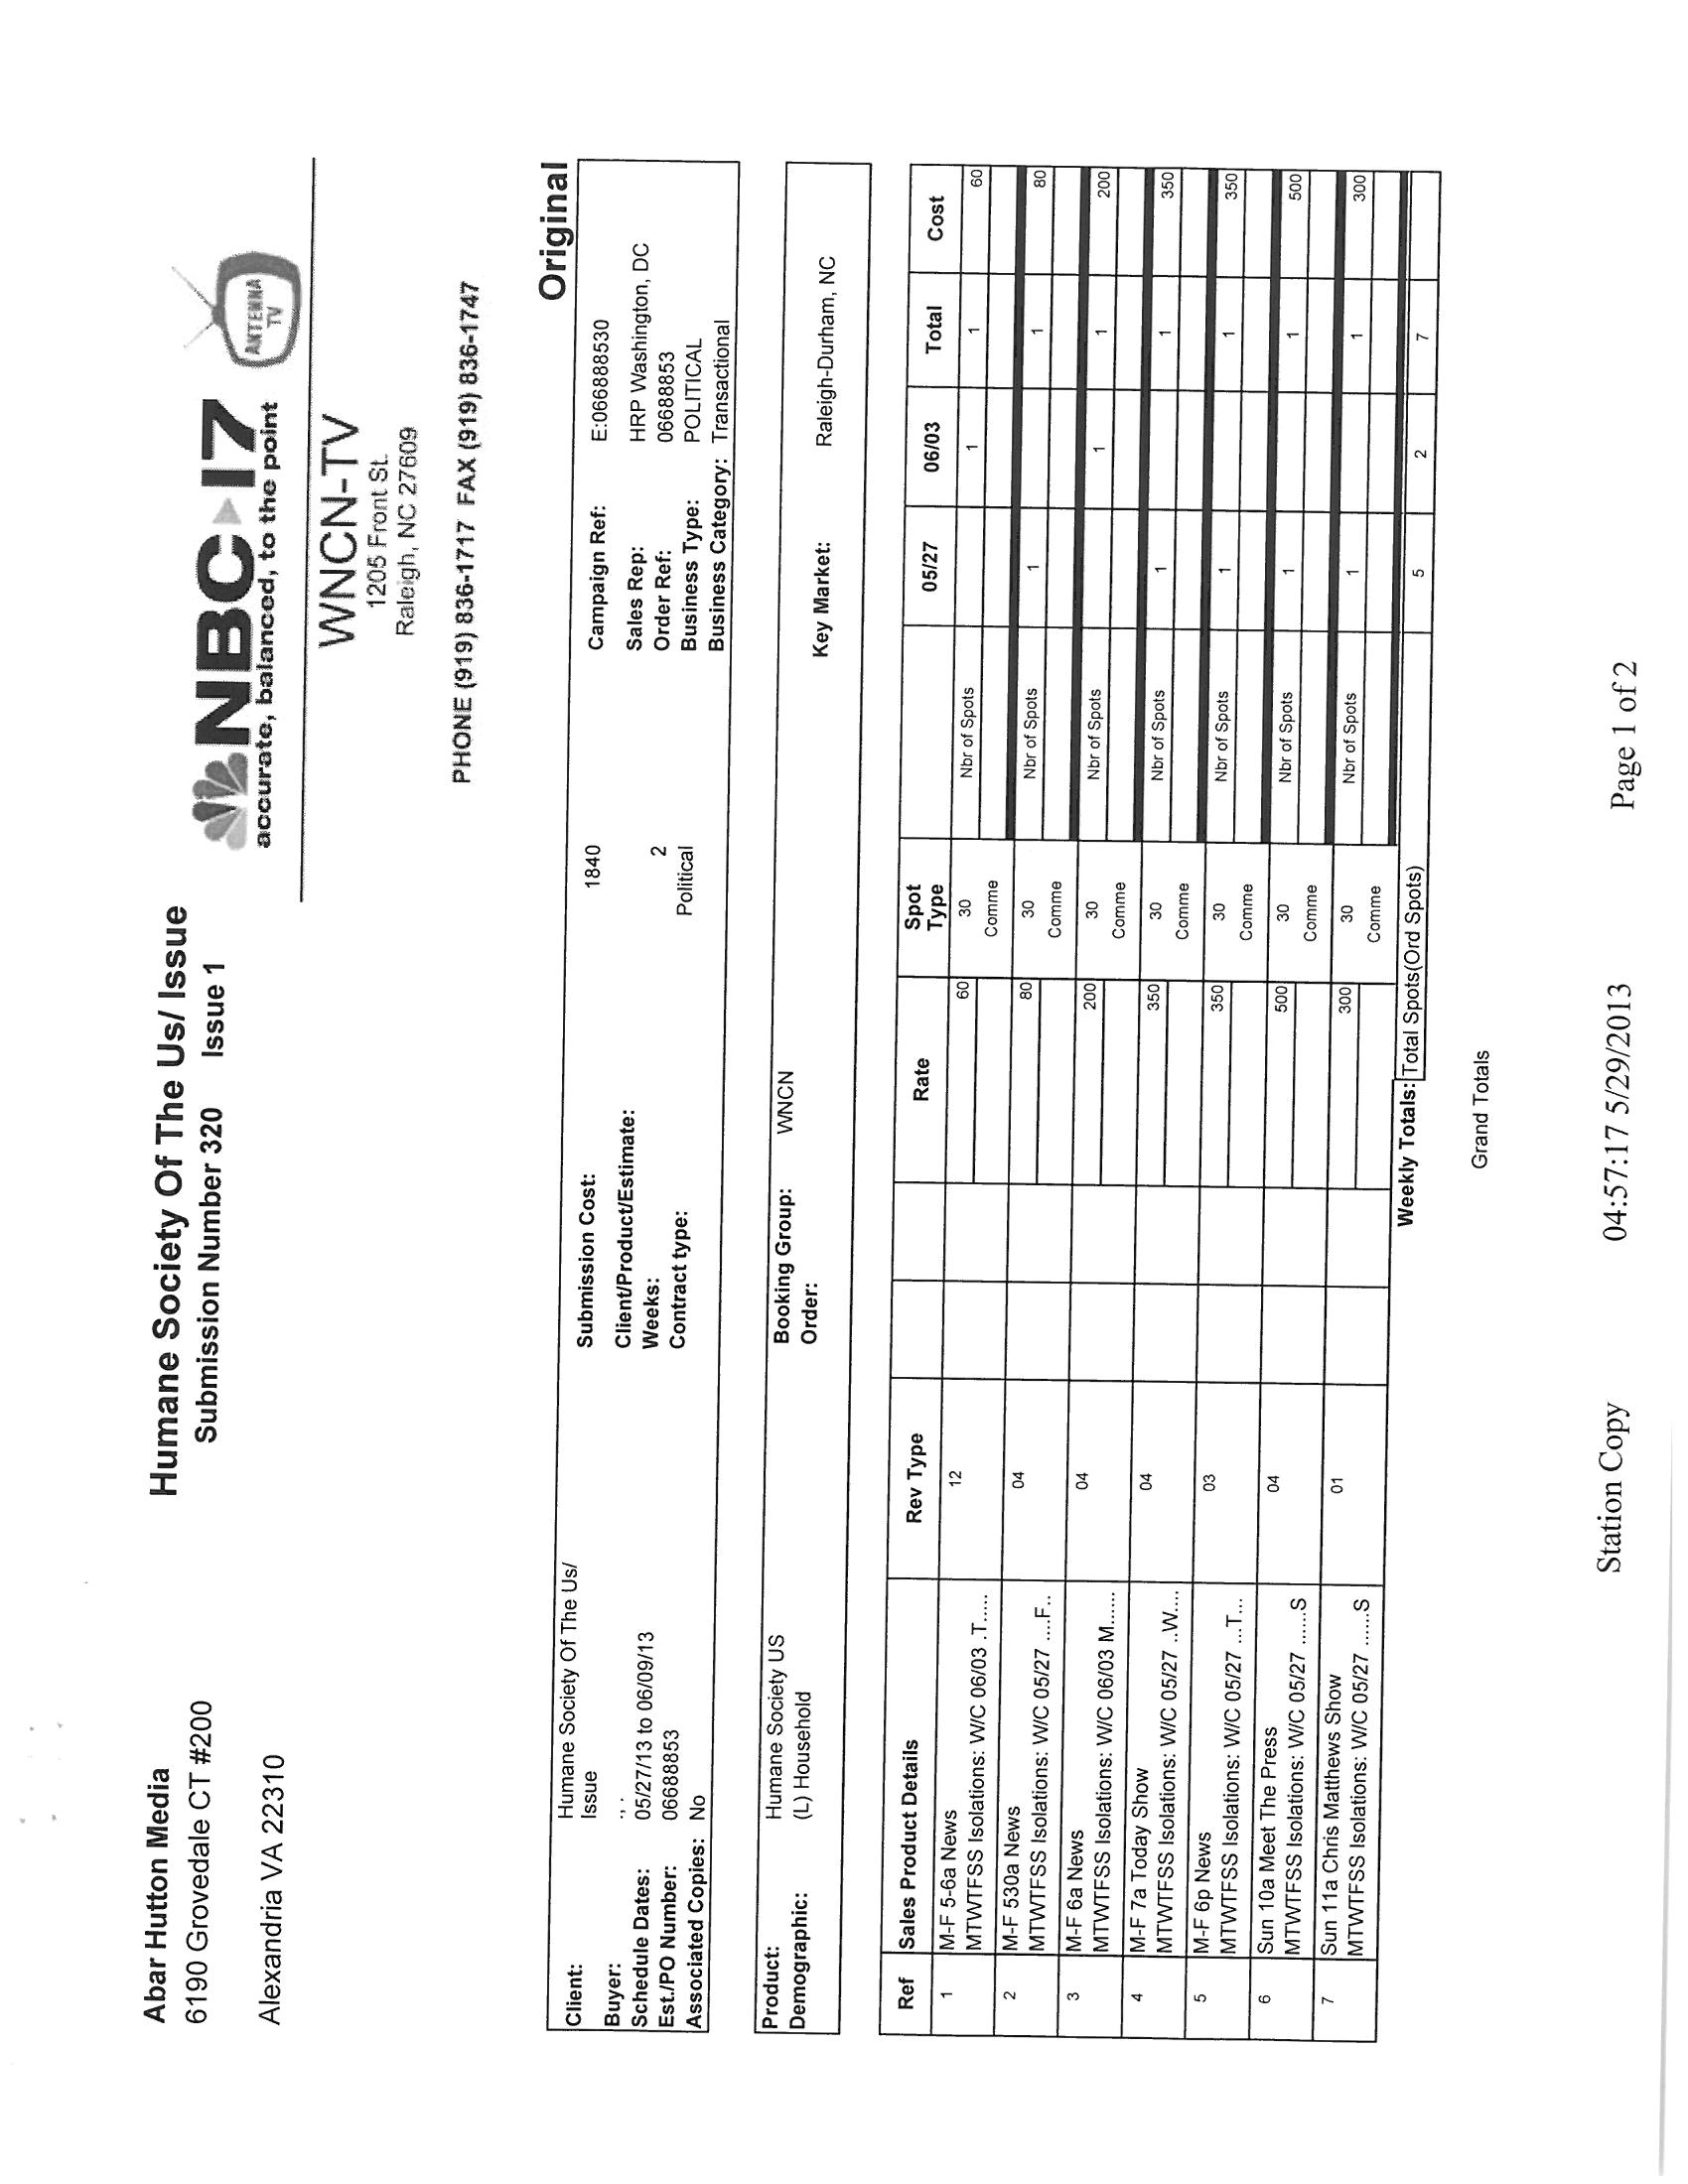 Abar Hutton Media
6190 Grovedale CT #200
Alexandria VA 22310
Humane Society Of The Us/ Issue
Submission Number 320 Issue 1
NBC 17
accurate, balanced, to the point
ANTENNA
TV
WNCN-TV
1205 Front St.
Raleigh, NC 27609
PHONE (919) 836-1717 FAX (919) 836-1747
Original
Client: Humane Society Of The Us/ Submission Cost: 1840 Campaign Ref: E:066888530
Issue
Buyer: ., . Client/Product/Estimate: Sales Rep: HRP Washington, DC
Schedule Dates: 05/27/13 to 06/09/13 Weeks: 2 Order Ref: 06688853
Est./PO Number: 06688853 Contract type: Political Business Type: POLITICAL
Associated Copies: No Business Category: Transactional
Product: Humane Society US Booking Group: WNCN Key Market: Raleigh-Durham, NC
Demographic: (L) Household Order:
Ref Sales Product Details Rev Type Rate Spot Type 05/27 06/03 Total Cost
1 M-F 5-6a News 12 60 30 Nbr of Spots 1 1 60
MTWTFSS Isolations: W/C 06/03 .T..... Comme
2 M-F 530a News 04 80 30 Nbr of Spots 1 1 80
MTWTFSS Isolations: W/C 05/27 ....F.. Comme
3 M-F 6a News 04 200 30 Nbr of Spots 1 1 200
MTWTFSS Isolations: W/C 06/03 M...... Comme
4 M-F 7a Today Show 04 350 30 Nbr of Spots 1 1 350
MTWTFSS Isolations: W/C 05/27 ..W.... Comme
5 M-F 6p News 03 350 30 Nbr of Spots 1 1 350
MTWTFSS Isolations: W/C 05/27 ...T... Comme
6 Sun 10a Meet The Press 04 500 30 Nbr of Spots 1 1 500
MTWTFSS Isolations: W/C 05/27 ......S Comme
7 Sun 11a Chris Matthews Show 01 300 30 Nbr of Spots 1 1 300
MTWTFSS Isolations: W/C 05/27 ......S Comme
Weekly Totals: Total Spots(Ord Spots) 5 2 7
Grand Totals
Station Copy 04:57:17 5/29/2013 Page 1 of 2